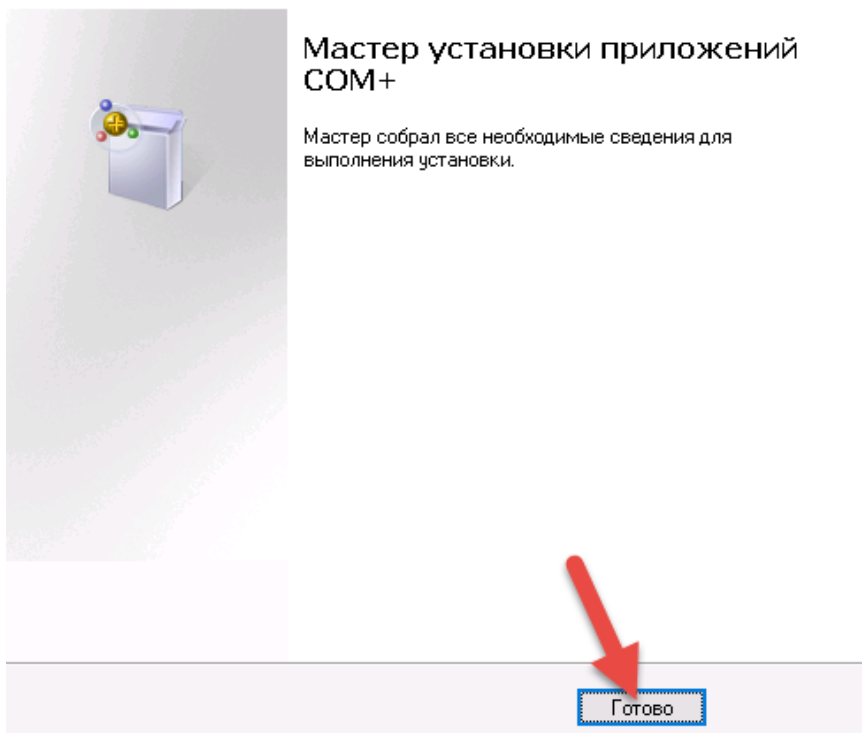 Мастер установки приложений
COM+
Мастер собрал все необходимые сведения для
выполнения установки.
Готово